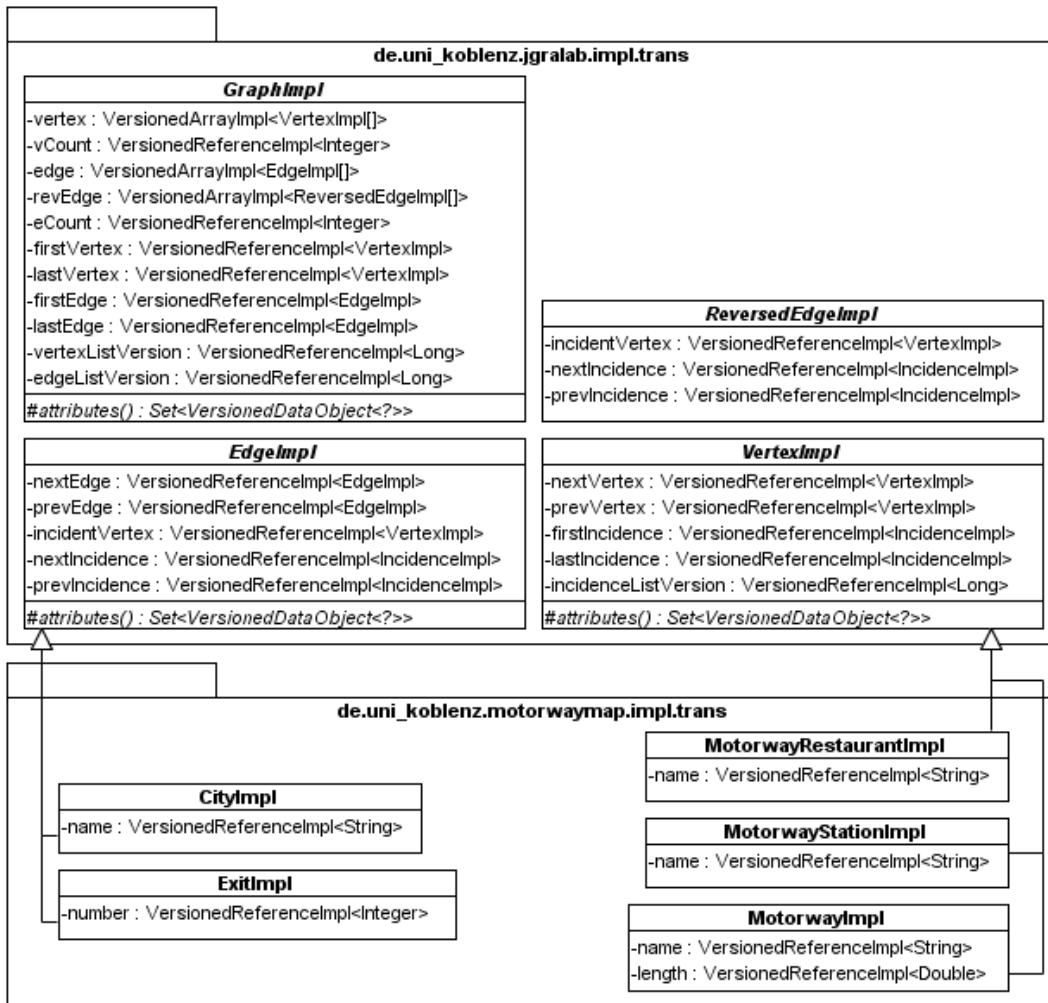 de.uni_koblenz.jgralab.impl.trans
GraphImpl
-vertex : VersionedArrayImpl<VertexImpl[]>
-vCount : VersionedReferenceImpl<Integer>
-edge : VersionedArrayImpl<EdgeImpl[]>
-revEdge : VersionedArrayImpl<ReversedEdgeImpl[]>
-eCount : VersionedReferenceImpl<Integer>
-firstVertex : VersionedReferenceImpl<VertexImpl>
-lastVertex : VersionedReferenceImpl<VertexImpl>
-firstEdge : VersionedReferenceImpl<EdgeImpl>
-lastEdge : VersionedReferenceImpl<EdgeImpl>
-vertexListVersion : VersionedReferenceImpl<Long>
-edgeListVersion : VersionedReferenceImpl<Long>
#attributes() : Set<VersionedDataObject<?>>
ReversedEdgeImpl
-incidentVertex : VersionedReferenceImpl<VertexImpl>
-nextIncidence : VersionedReferenceImpl<IncidenceImpl>
-prevIncidence : VersionedReferenceImpl<IncidenceImpl>
EdgeImpl
-nextEdge : VersionedReferenceImpl<EdgeImpl>
-prevEdge : VersionedReferenceImpl<EdgeImpl>
-incidentVertex : VersionedReferenceImpl<VertexImpl>
-nextIncidence : VersionedReferenceImpl<IncidenceImpl>
-prevIncidence : VersionedReferenceImpl<IncidenceImpl>
#attributes() : Set<VersionedDataObject<?>>
VertexImpl
-nextVertex : VersionedReferenceImpl<VertexImpl>
-prevVertex : VersionedReferenceImpl<VertexImpl>
-firstIncidence : VersionedReferenceImpl<IncidenceImpl>
-lastIncidence : VersionedReferenceImpl<IncidenceImpl>
-incidenceListVersion : VersionedReferenceImpl<Long>
#attributes() : Set<VersionedDataObject<?>>
de.uni_koblenz.motorwaymap.impl.trans
CityImpl
-name : VersionedReferenceImpl<String>
ExitImpl
-number : VersionedReferenceImpl<Integer>
MotorwayRestaurantImpl
-name : VersionedReferenceImpl<String>
MotorwayStationImpl
-name : VersionedReferenceImpl<String>
MotorwayImpl
-name : VersionedReferenceImpl<String>
-length : VersionedReferenceImpl<Double>